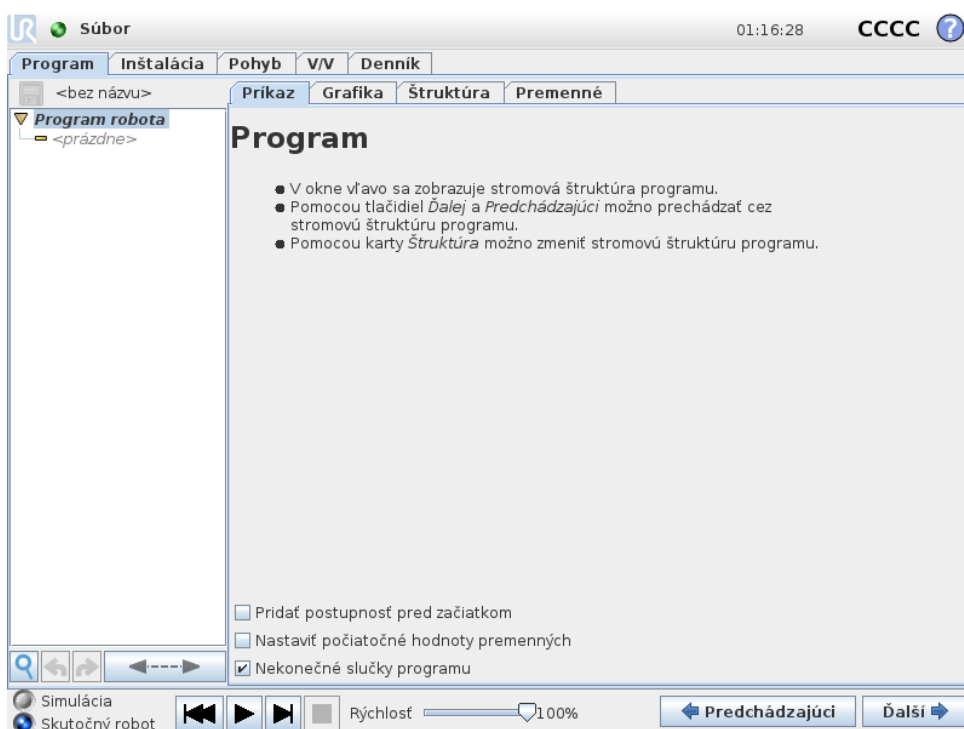 UR Súbor 01:16:28 CCCC ?
Program Inštalácia Pohyb V/V Denník
<bez názvu> Príkaz Grafika Štruktúra Premenné
Program robota
<prázdne>
Program
V okne vľavo sa zobrazuje stromová štruktúra programu.
Pomocou tlačidiel Ďalej a Predchádzajúci možno prechádzať cez
stromovú štruktúru programu.
Pomocou karty Štruktúra možno zmeniť stromovú štruktúru programu.
Pridať postupnosť pred začiatkom
Nastaviť počiatočné hodnoty premenných
Nekonečné slučky programu
Simulácia
Skutočný robot
Rýchlosť 100%
Predchádzajúci Ďalší